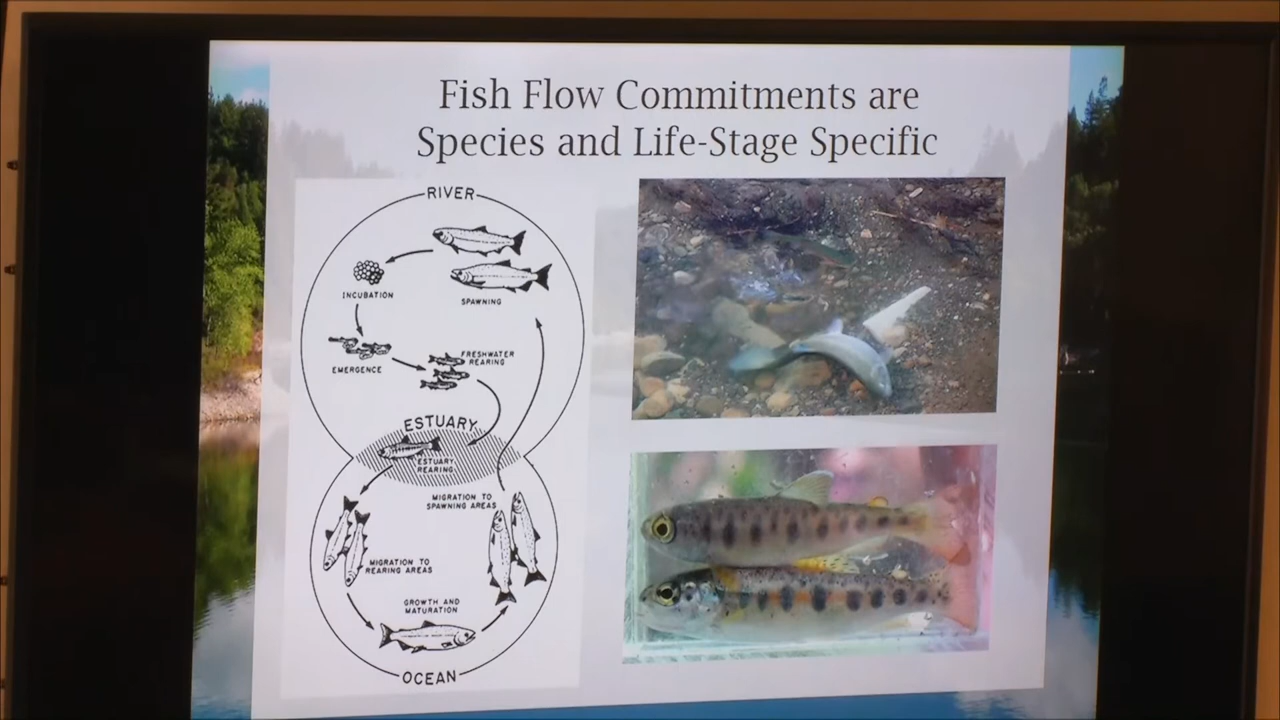 Fish Flow Commitments are
Species and Life-Stage Specific
RIVER
INCUBATION
SPAWNING
FRESHWATER
REARING
EMERGENCE
ESTUARY
ESTUARY
REARING
MIGRATION TO
SPAWNING AREAS
MIGRATION TO
REARING AREAS
GROWTH AND
MATURATION
OCEAN